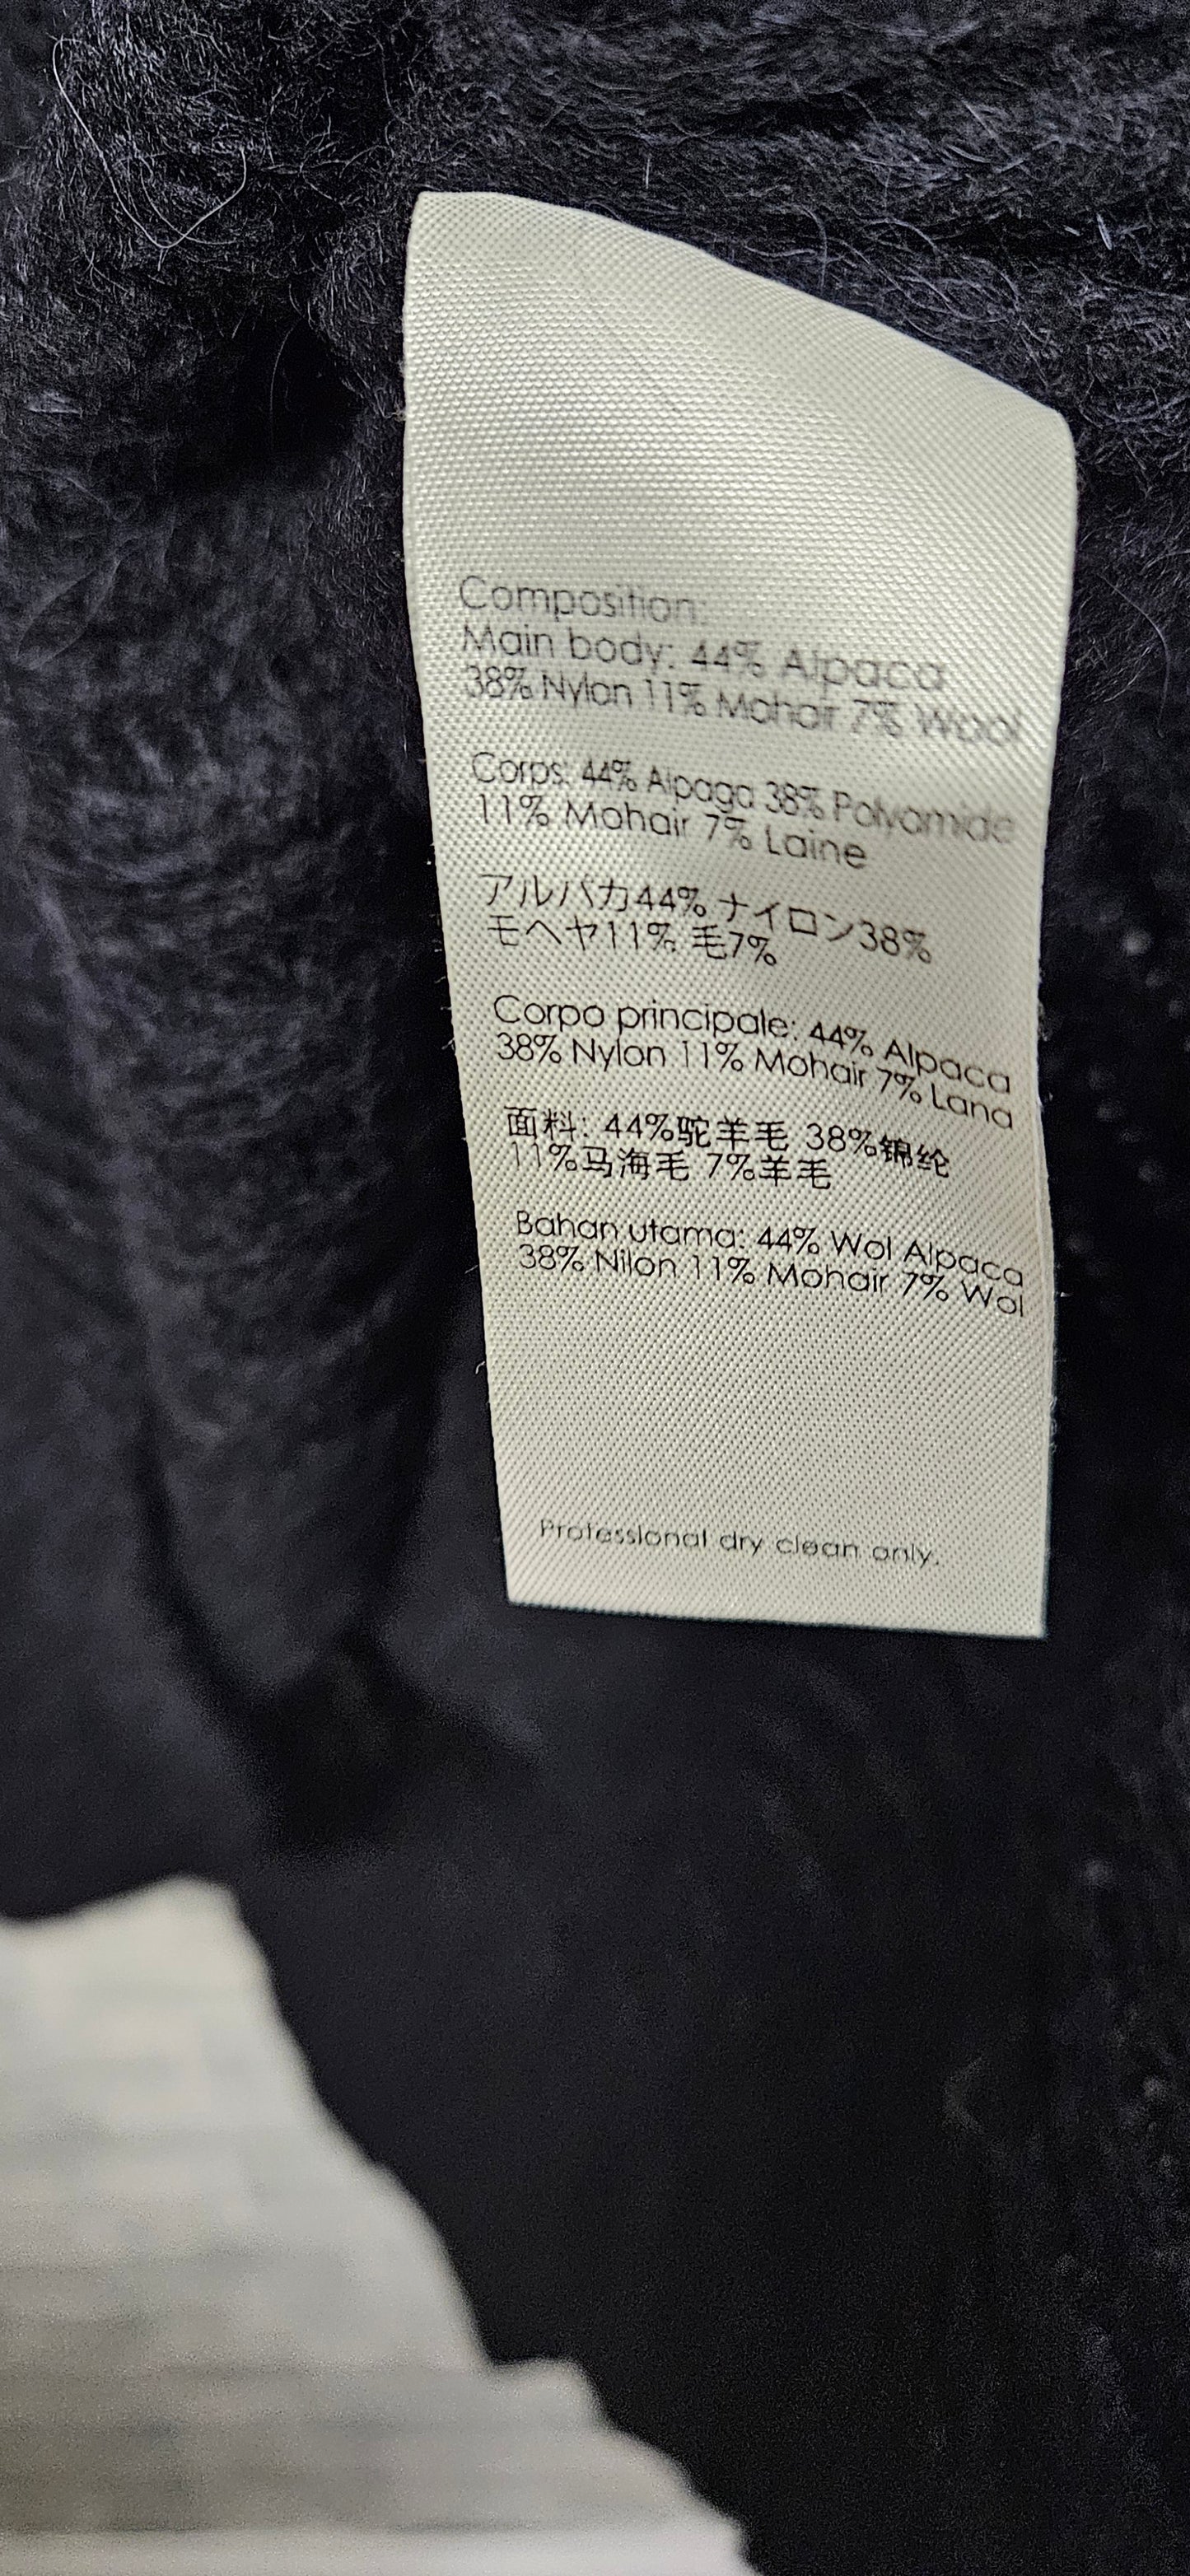 Composition:
Main body: 44% Alpaca
38% Nylon 11% Mohair 7% Wool
Corps: 44% Alpaga 38% Polyamide
11% Mohair 7% Laine
アルパカ44% ナイロン38%
モヘヤ11% 毛7%
Corpo principale: 44% Alpaca
38% Nylon 11% Mohair 7% Lana
面料: 44%驼羊毛 38%锦纶
11%马海毛 7%羊毛
Bahan utama: 44% Wol Alpaca
38% Nilon 11% Mohair 7% Wol
Professional dry clean only.